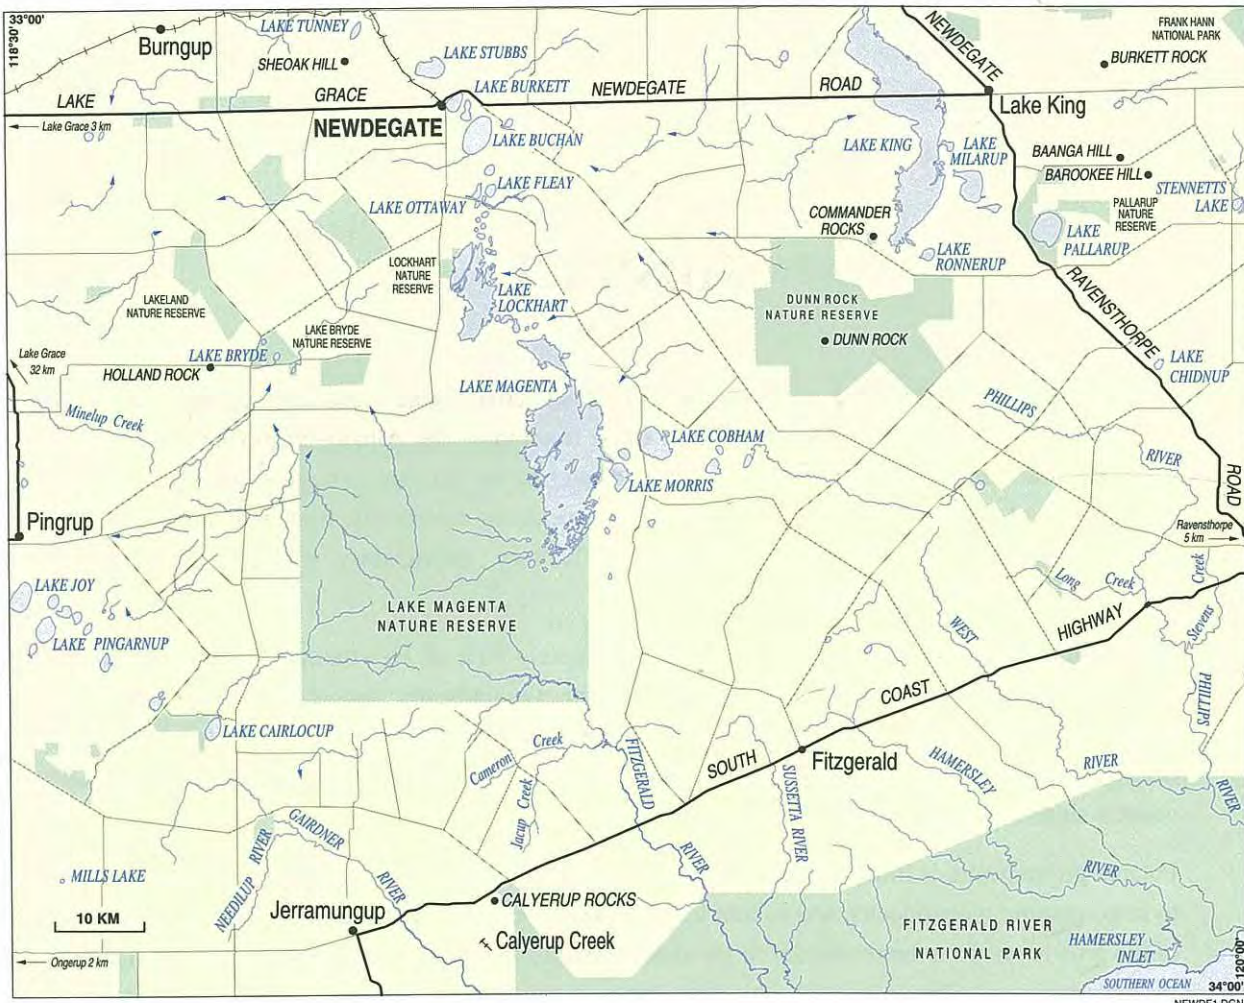 33°00'
118°30'
Burngup
LAKE TUNNEY
SHEOAK HILL
LAKE STUBBS
LAKE BURKETT
NEWDEGATE
FRANK HANN
NATIONAL PARK
BURKETT ROCK
LAKE GRACE NEWDEGATE ROAD
Lake Grace 3 km
NEWDEGATE
Lake King
LAKE BUCHAN
LAKE KING
LAKE
MILARUP
BAANGA HILL
BAROOKEE HILL
STENNETTS
LAKE
LAKE FLEAY
LAKE OTTAWAY
COMMANDER
ROCKS
PALLARUP
NATURE
RESERVE
LAKE
PALLARUP
LAKE
RONNERUP
RAVENSTHORPE
LOCKHART
NATURE
RESERVE
LAKE
LOCKHART
LAKELAND
NATURE RESERVE
DUNN ROCK
NATURE RESERVE
DUNN ROCK
LAKE BRYDE
NATURE RESERVE
LAKE BRYDE
HOLLAND ROCK
Lake Grace
32 km
LAKE
CHIDNUP
LAKE MAGENTA
Minelup Creek
PHILLIPS
RIVER
LAKE COBHAM
LAKE MORRIS
ROAD
Pingrup
Ravensthorpe
5 km
LAKE JOY
LAKE PINGARNUP
LAKE MAGENTA
NATURE RESERVE
Long Creek
Creek
Stevens
WEST
HIGHWAY
PHILLIPS
COAST
LAKE CAIRLOCUP
Cameron Creek
FITZGERALD
SOUTH
Fitzgerald
HAMERSLEY
RIVER
RIVER
SUSSETTA RIVER
Jacup Creek
GAIRDNER
RIVER
NEEDILUP RIVER
RIVER
RIVER
MILLS LAKE
10 KM
Jerramungup
CALYERUP ROCKS
Calyerup Creek
FITZGERALD RIVER
NATIONAL PARK
HAMERSLEY
INLET
Ongerup 2 km
SOUTHERN OCEAN
34°00'
120°00'
NEWDE1.DGN